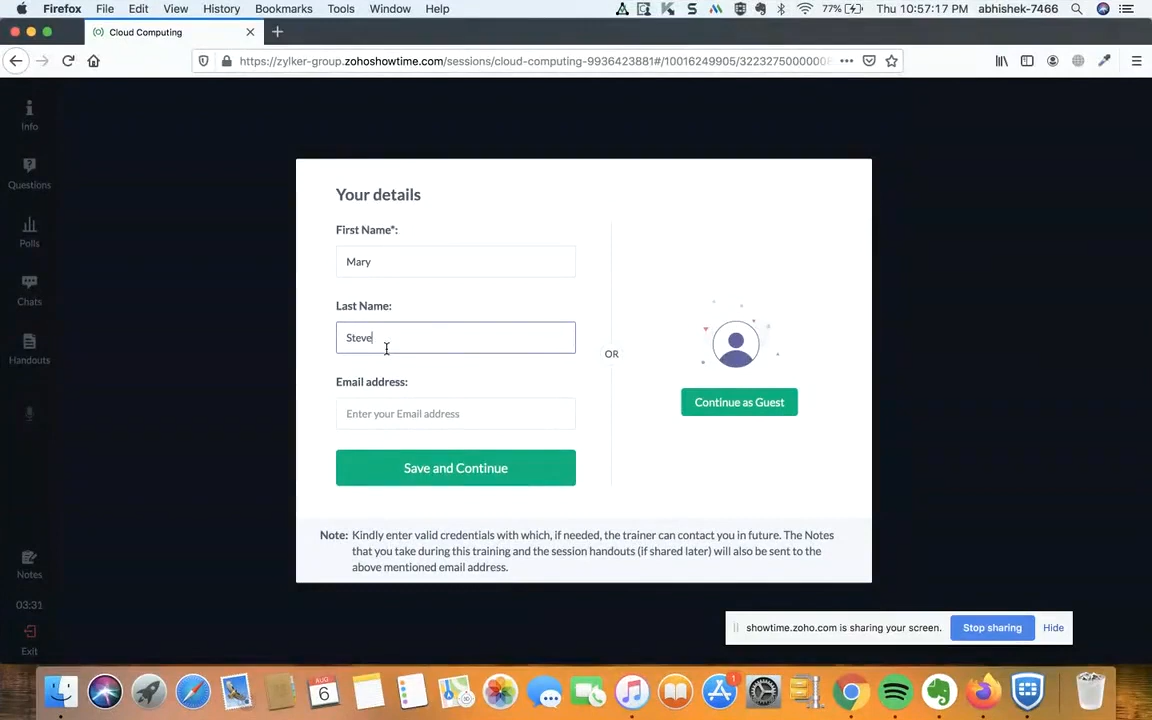 Firefox File Edit View History Bookmarks Tools Window Help 77% Thu 10:57:17 PM abhishek-7466
Cloud Computing
https://zylker-group.zohoshowtime.com/sessions/cloud-computing-9936423881#/10016249905/322327500000
Info
Questions
Polls
Chats
Handouts
Notes
03:31
Exit
Your details
First Name*:
Mary
Last Name:
Steve
Email address:
Enter your Email address
Save and Continue
OR
Continue as Guest
Note: Kindly enter valid credentials with which, if needed, the trainer can contact you in future. The Notes
that you take during this training and the session handouts (if shared later) will also be sent to the
above mentioned email address.
showtime.zoho.com is sharing your screen. Stop sharing Hide
AUG
6
1